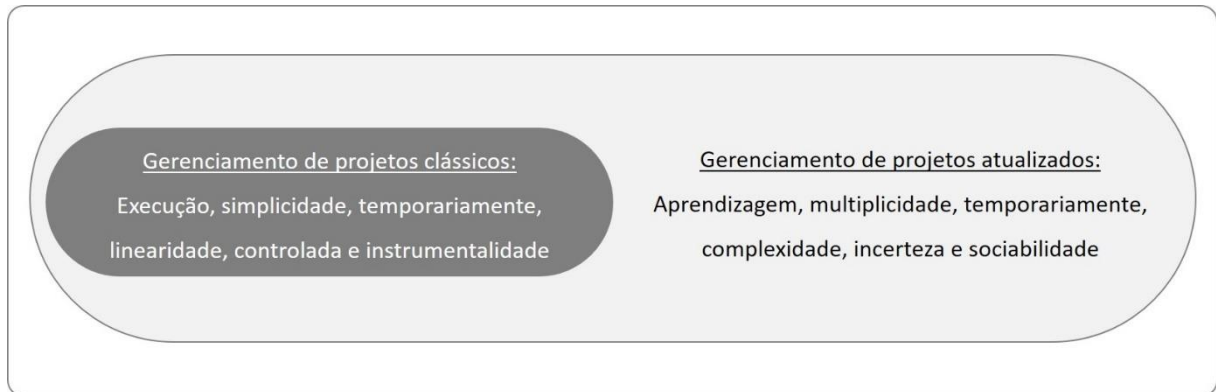 Gerenciamento de projetos clássicos:
Execução, simplicidade, temporariamente,
linearidade, controlada e instrumentalidade
Gerenciamento de projetos atualizados:
Aprendizagem, multiplicidade, temporariamente,
complexidade, incerteza e sociabilidade